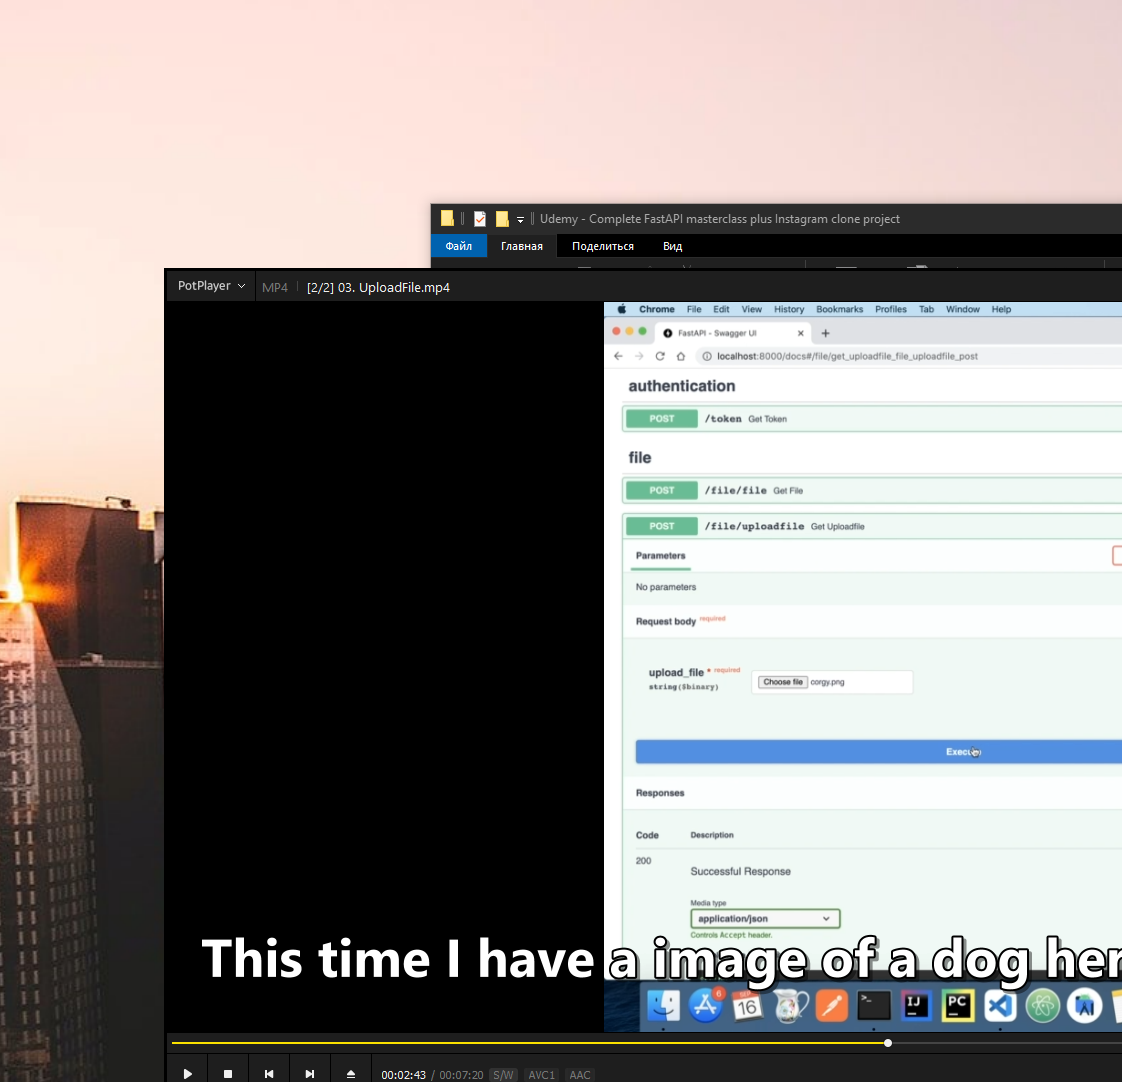 Udemy - Complete FastAPI masterclass plus Instagram clone project
Файл Главная Поделиться Вид
PotPlayer MP4 [2/2] 03. UploadFile.mp4
Chrome File Edit View History Bookmarks Profiles Tab Window Help
FastAPI - Swagger UI
localhost:8000/docs#/file/get_uploadfile_file_uploadfile_post
authentication
POST /token Get Token
file
POST /file/file Get File
POST /file/uploadfile Get Uploadfile
Parameters
No parameters
Request body required
upload_file * required
string($binary)
Choose file corgy.png
Responses
Code Description
200
Successful Response
Media type
application/json
Controls Accept header.
This time I have a image of a dog her
6
SEP
16
>_
IJ
PC
00:02:43 / 00:07:20 S/W AVC1 AAC